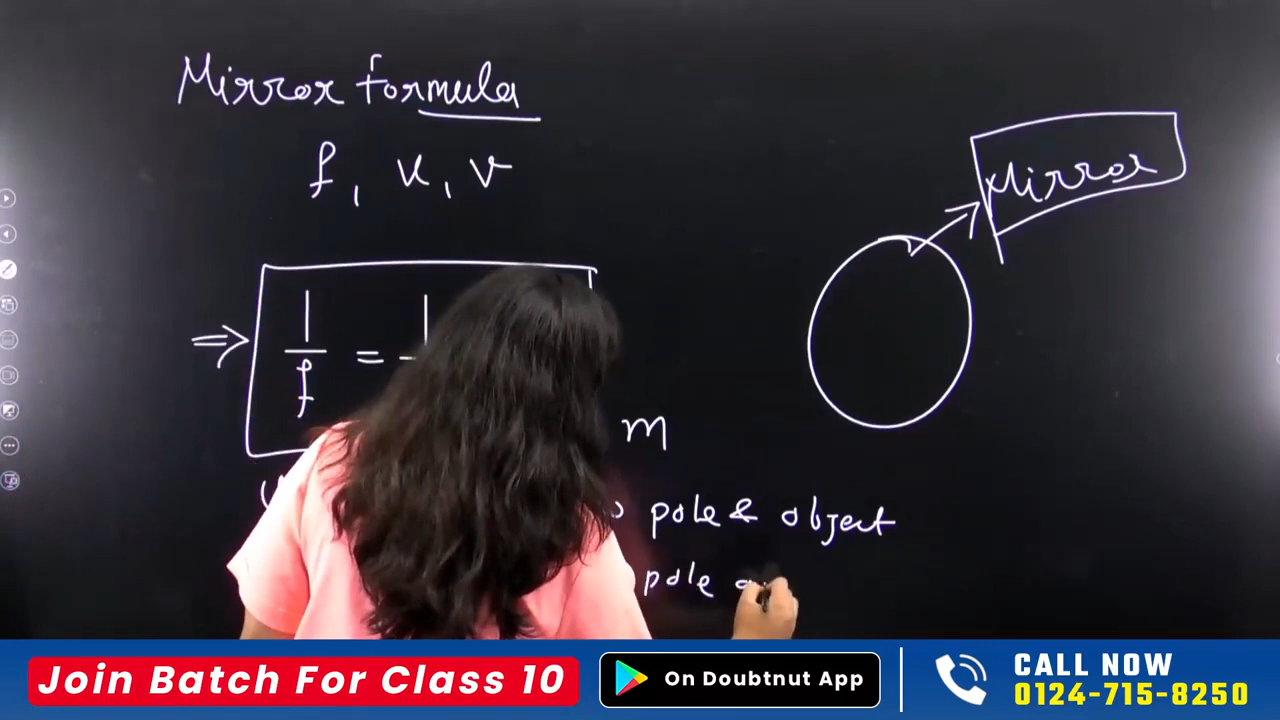 Mirror formula
f, u, v
Mirror
⇒ 1/f = 1
m
pole & object
pole
Join Batch For Class 10
On Doubtnut App
CALL NOW
0124-715-8250